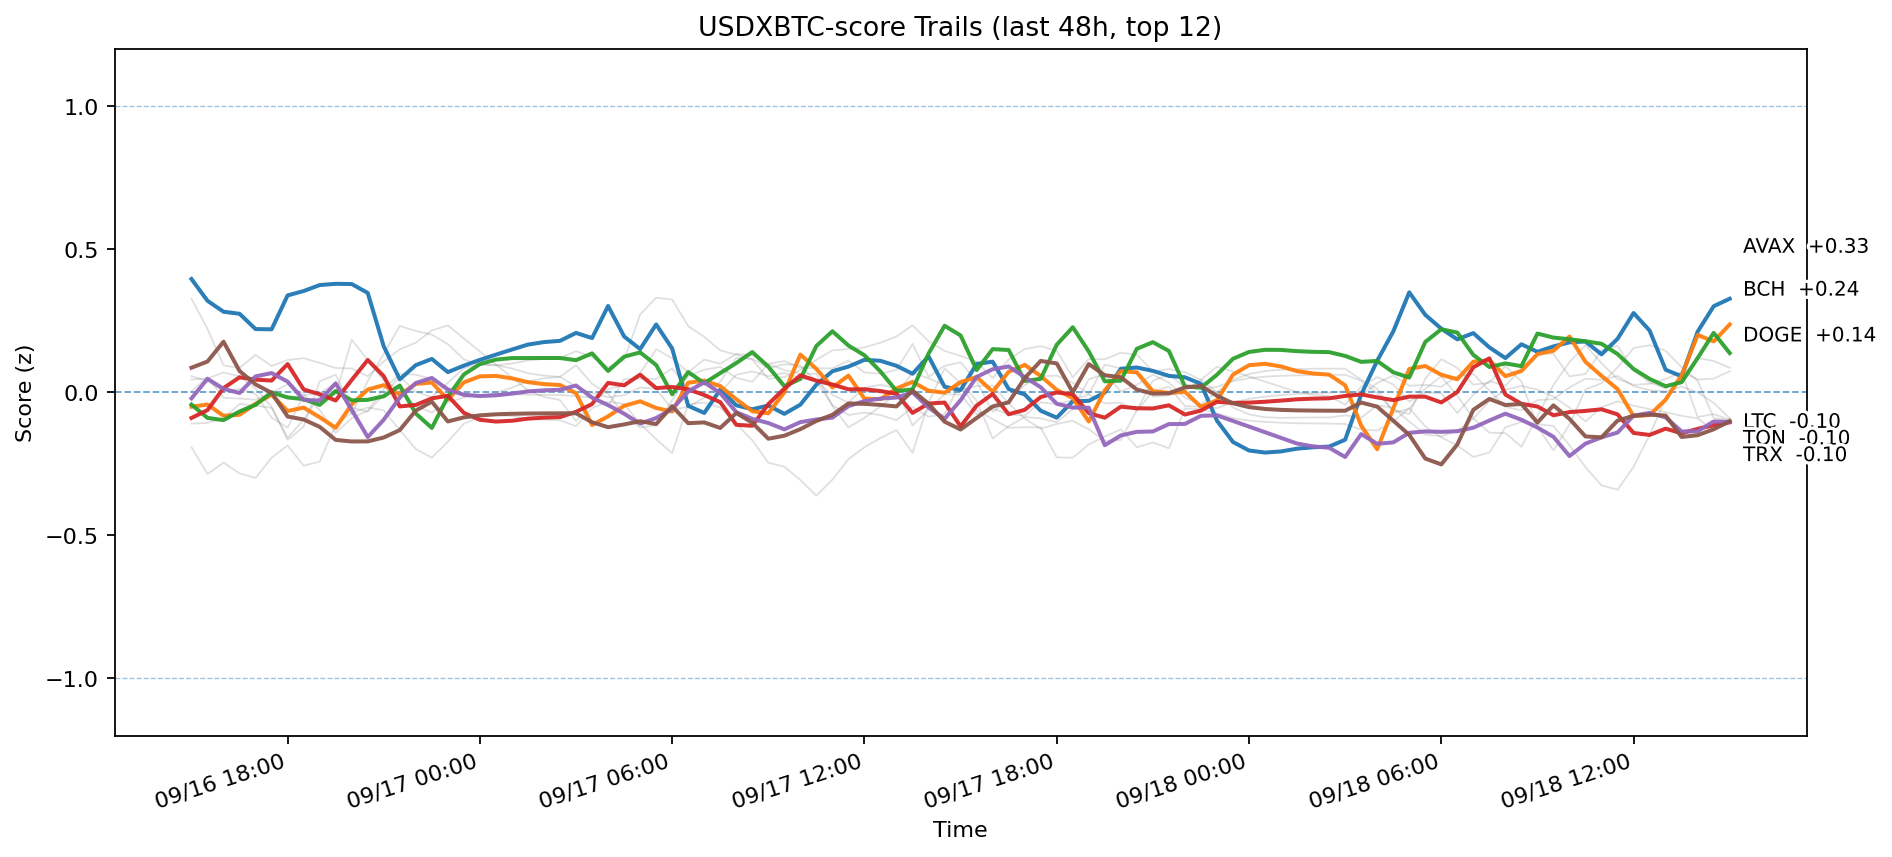 USDXBTC-score Trails (last 48h, top 12)
Score (z)
1.0
0.5
0.0
−0.5
−1.0
AVAX +0.33
BCH +0.24
DOGE +0.14
LTC -0.10
TON -0.10
TRX -0.10
09/16 18:00
09/17 00:00
09/17 06:00
09/17 12:00
09/17 18:00
09/18 00:00
09/18 06:00
09/18 12:00
Time